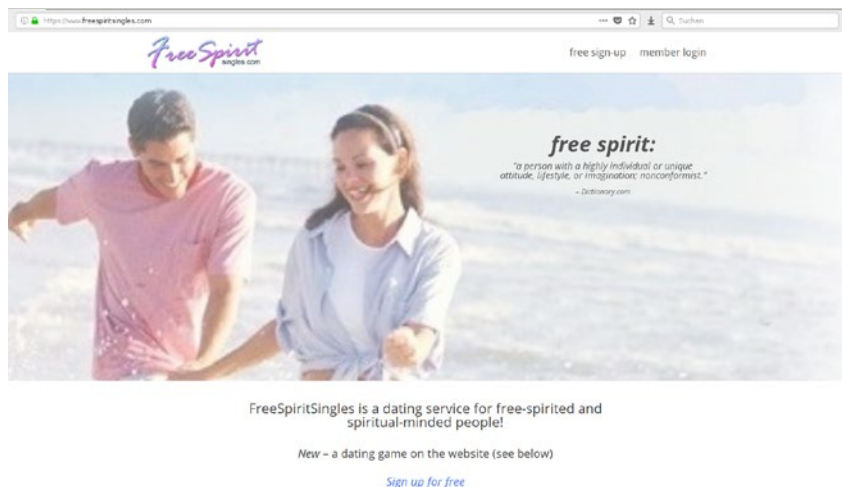 https://www.freespiritsingles.com
Suchen
FreeSpirit
singles.com
free sign-up member login
free spirit:
"a person with a highly individual or unique
attitude, lifestyle, or imagination; nonconformist."
– Dictionary.com
FreeSpiritSingles is a dating service for free-spirited and
spiritual-minded people!
New – a dating game on the website (see below)
Sign up for free